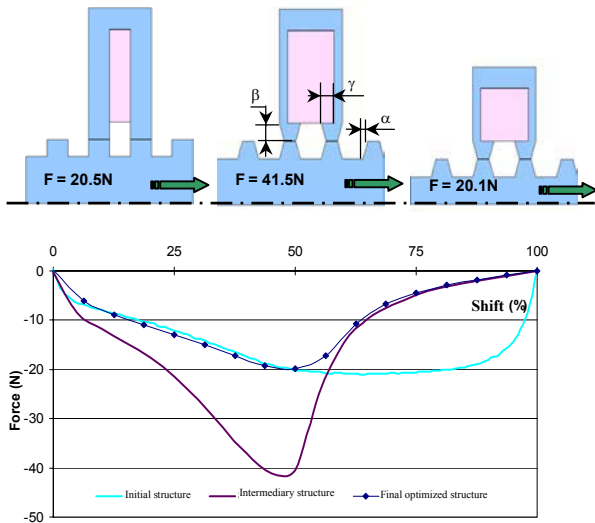 β
γ
α
F = 20.5N
F = 41.5N
F = 20.1N
0 25 50 75 100
Shift (%)
0
-10
-20
-30
-40
-50
Force (N)
Initial structure Intermediary structure Final optimized structure